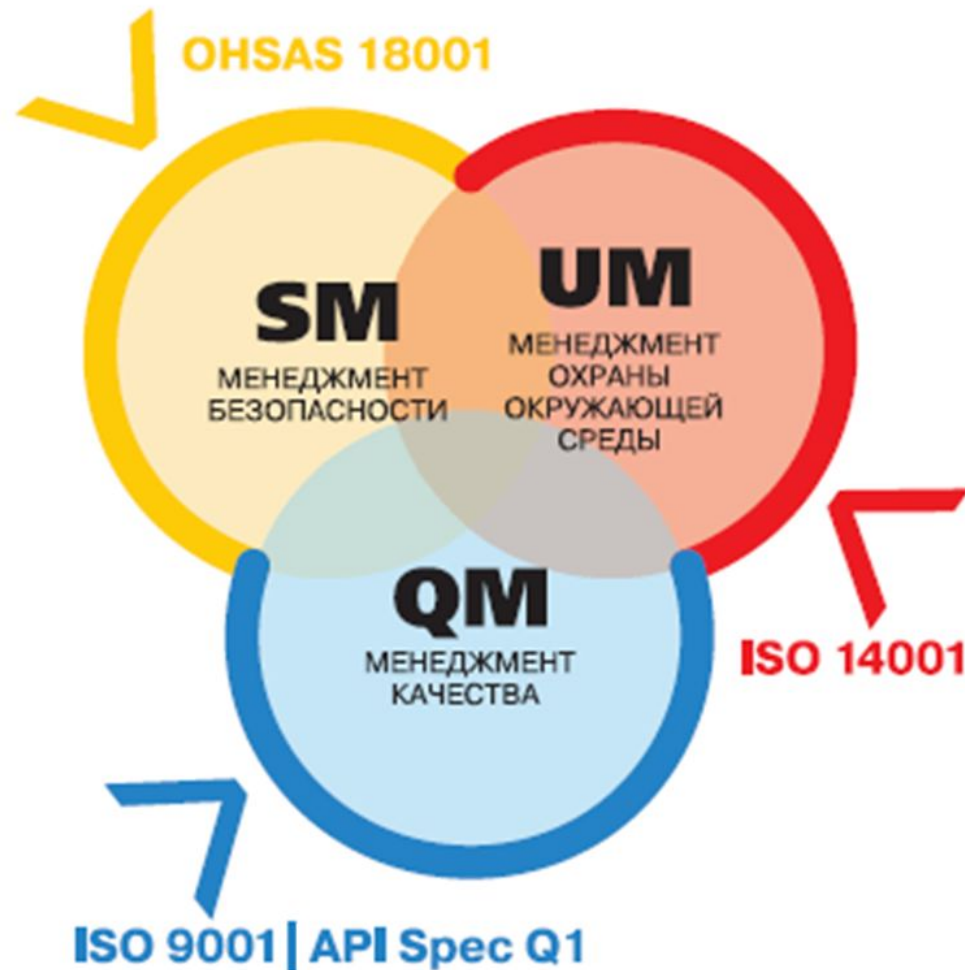 OHSAS 18001
SM
МЕНЕДЖМЕНТ
БЕЗОПАСНОСТИ
UM
МЕНЕДЖМЕНТ
ОХРАНЫ
ОКРУЖАЮЩЕЙ
СРЕДЫ
QM
МЕНЕДЖМЕНТ
КАЧЕСТВА
ISO 14001
ISO 9001 | API Spec Q1